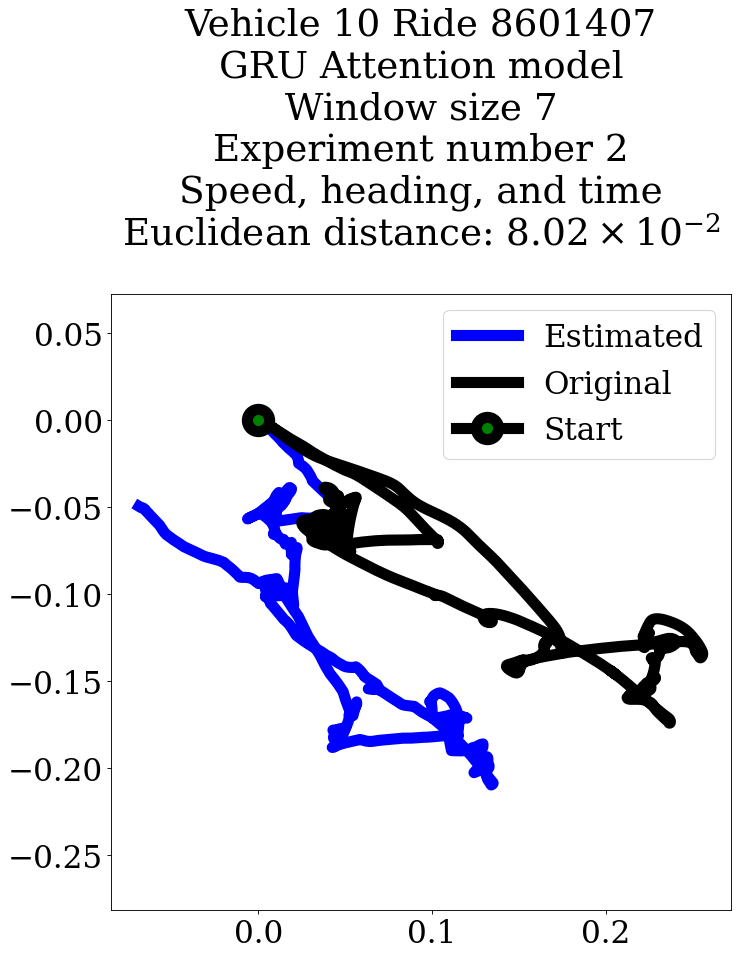 Vehicle 10 Ride 8601407
GRU Attention model
Window size 7
Experiment number 2
Speed, heading, and time
Euclidean distance: 8.02 × 10⁻²
Estimated
Original
Start
0.05
0.00
−0.05
−0.10
−0.15
−0.20
−0.25
0.0 0.1 0.2